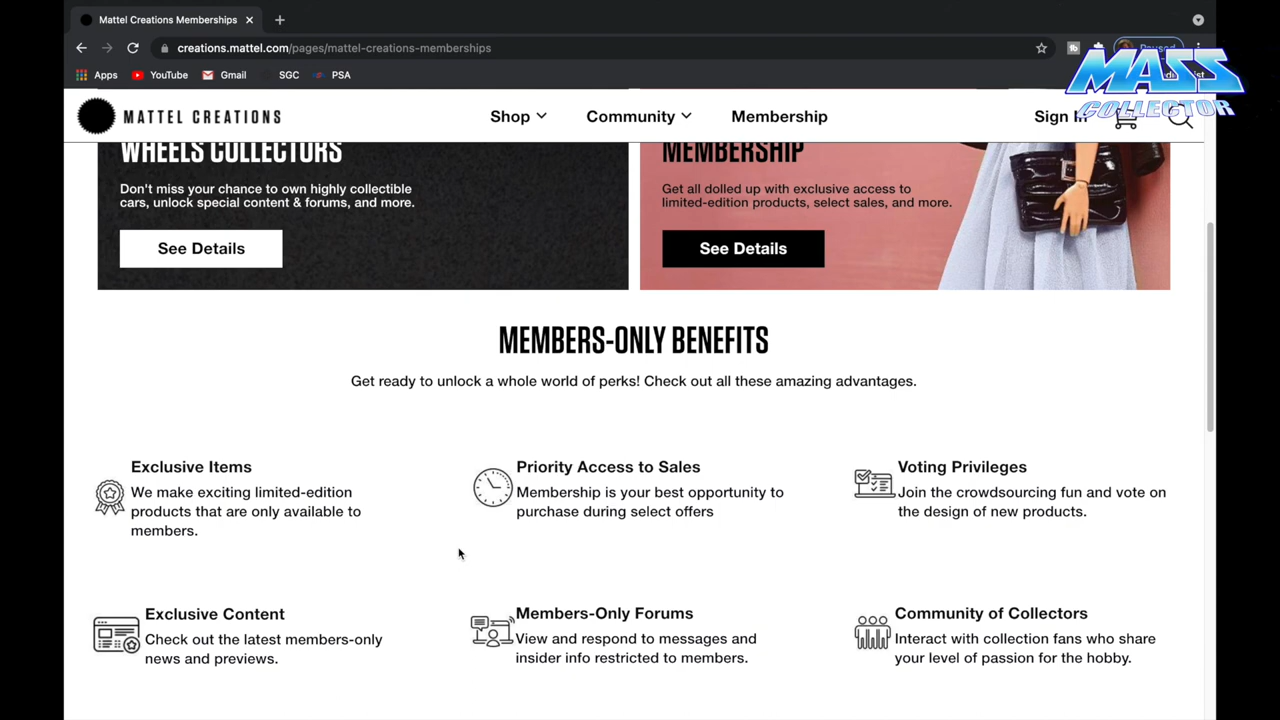 Mattel Creations Memberships
creations.mattel.com/pages/mattel-creations-memberships
Paused
Apps YouTube Gmail SGC PSA
MASS
COLLECTOR
MATTEL CREATIONS Shop Community Membership Sign In
WHEELS COLLECTORS
Don't miss your chance to own highly collectible
cars, unlock special content & forums, and more.
See Details
MEMBERSHIP
Get all dolled up with exclusive access to
limited-edition products, select sales, and more.
See Details
MEMBERS-ONLY BENEFITS
Get ready to unlock a whole world of perks! Check out all these amazing advantages.
Exclusive Items
We make exciting limited-edition
products that are only available to
members.
Priority Access to Sales
Membership is your best opportunity to
purchase during select offers
Voting Privileges
Join the crowdsourcing fun and vote on
the design of new products.
Exclusive Content
Check out the latest members-only
news and previews.
Members-Only Forums
View and respond to messages and
insider info restricted to members.
Community of Collectors
Interact with collection fans who share
your level of passion for the hobby.